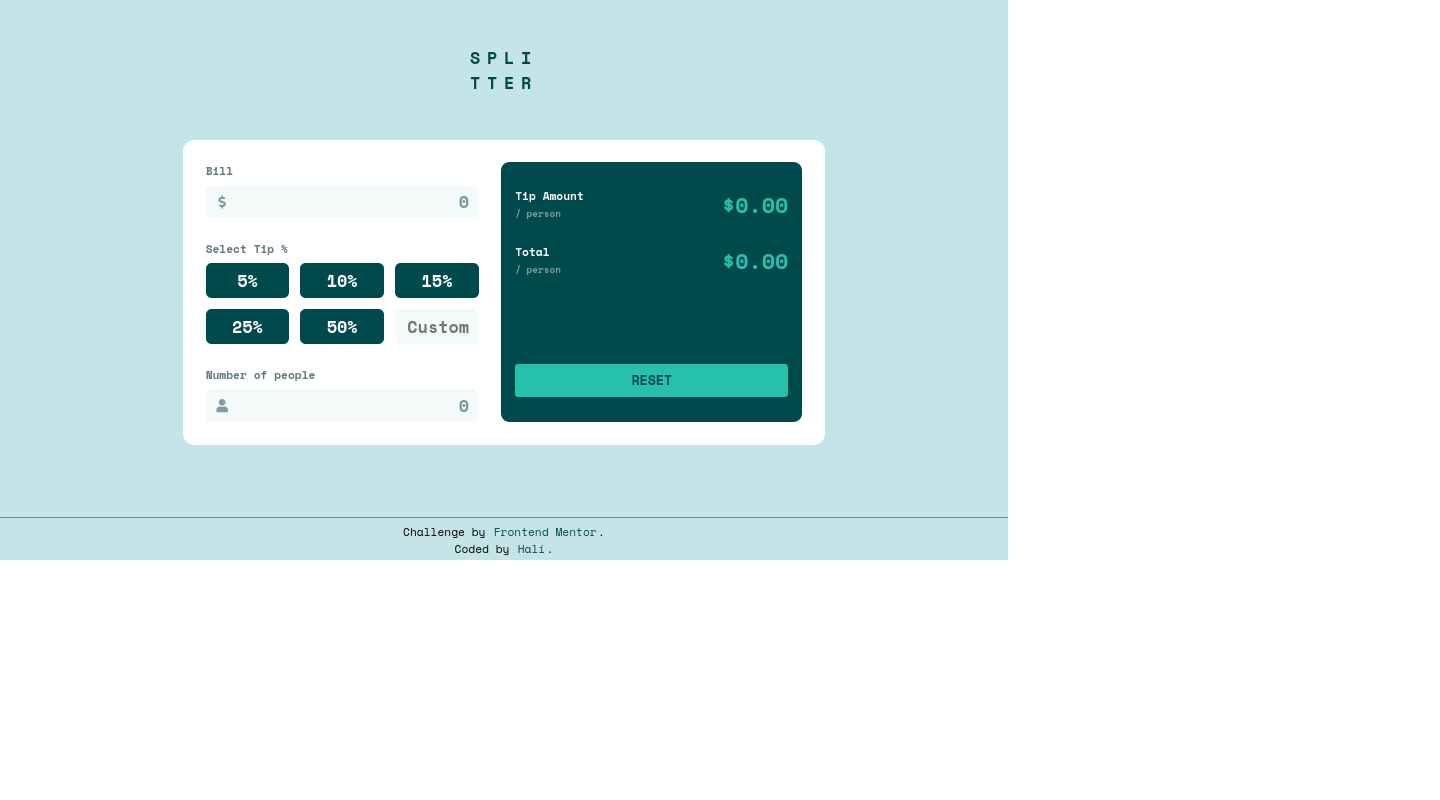 SPLI
TTER
Bill
$ 0
Select Tip %
5% 10% 15%
25% 50% Custom
Number of people
0
Tip Amount
/ person
$0.00
Total
/ person
$0.00
RESET
Challenge by Frontend Mentor.
Coded by Hali.